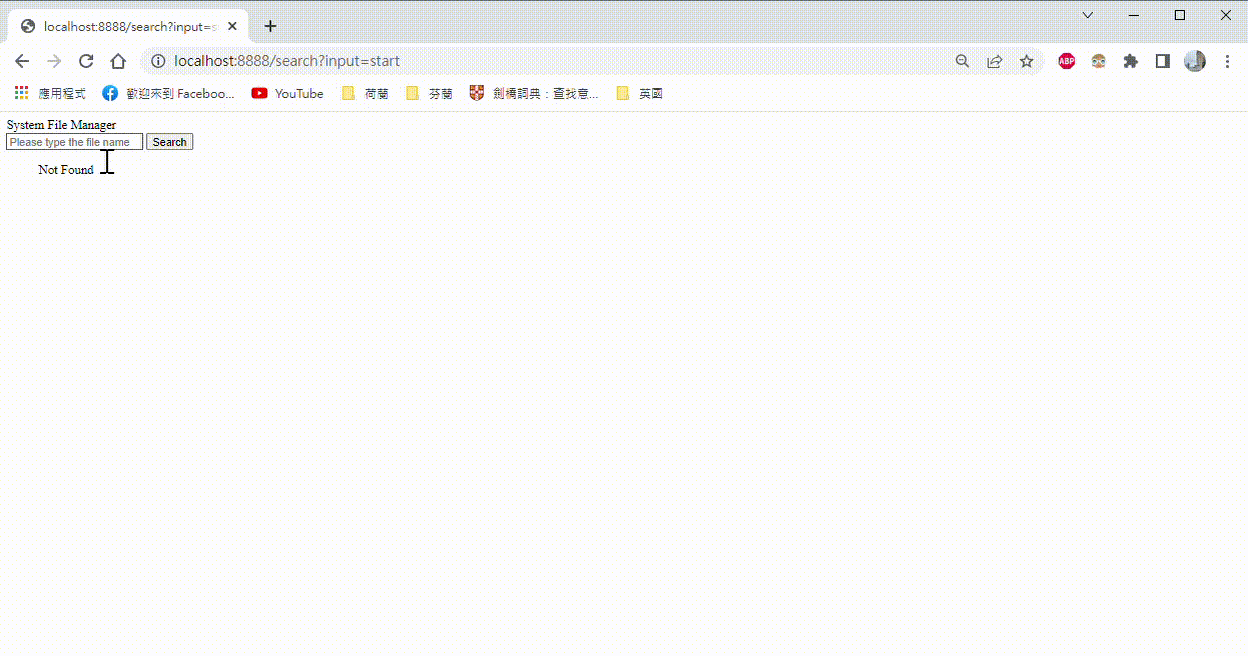 localhost:8888/search?input=s
localhost:8888/search?input=start
ABP
應用程式 歡迎來到 Faceboo... YouTube 荷蘭 芬蘭 劍橋詞典：查找意... 英國
System File Manager
Please type the file name Search
Not Found